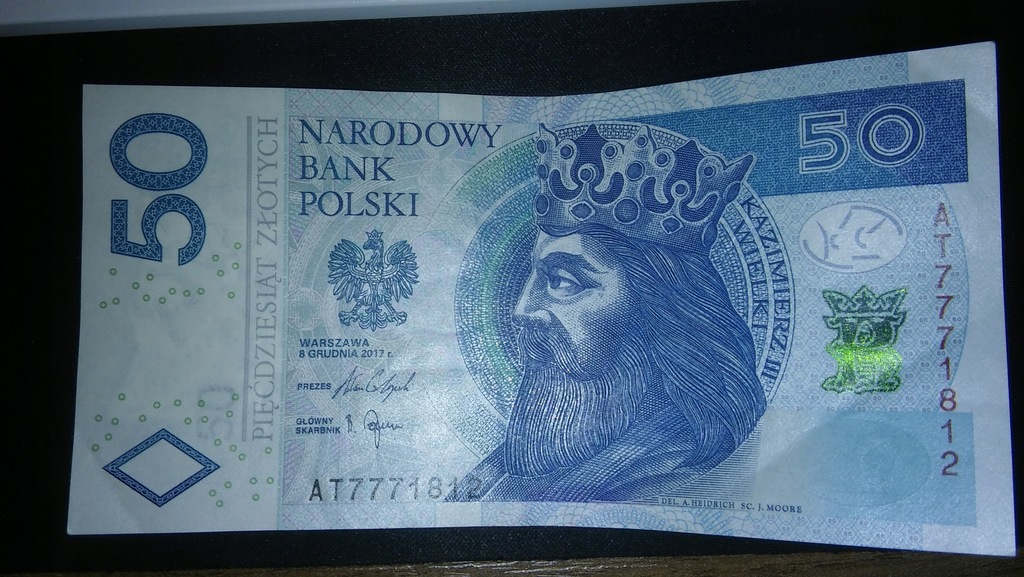 50
PIĘĆDZIESIĄT ZŁOTYCH
NARODOWY
BANK
POLSKI
WARSZAWA
8 GRUDNIA 2017 r.
PREZES
GŁÓWNY
SKARBNIK
AT7771812
KAZIMIERZ III
WIELKI
50
AT7771812
DEL. A. HEIDRICH SC. J. MOORE